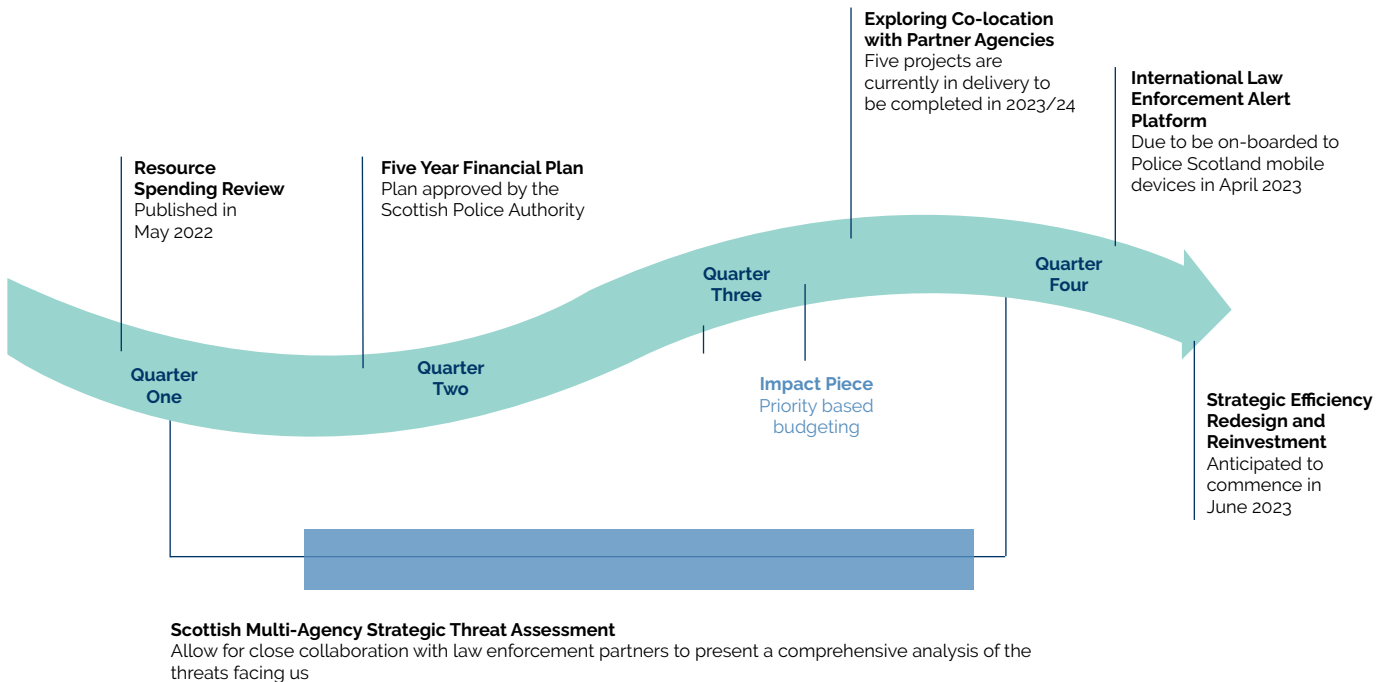 Exploring Co-location
with Partner Agencies
Five projects are
currently in delivery to
be completed in 2023/24
International Law
Enforcement Alert
Platform
Due to be on-boarded to
Police Scotland mobile
devices in April 2023
Resource
Spending Review
Published in
May 2022
Five Year Financial Plan
Plan approved by the
Scottish Police Authority
Quarter
One
Quarter
Two
Quarter
Three
Quarter
Four
Impact Piece
Priority based
budgeting
Strategic Efficiency
Redesign and
Reinvestment
Anticipated to
commence in
June 2023
Scottish Multi-Agency Strategic Threat Assessment
Allow for close collaboration with law enforcement partners to present a comprehensive analysis of the
threats facing us